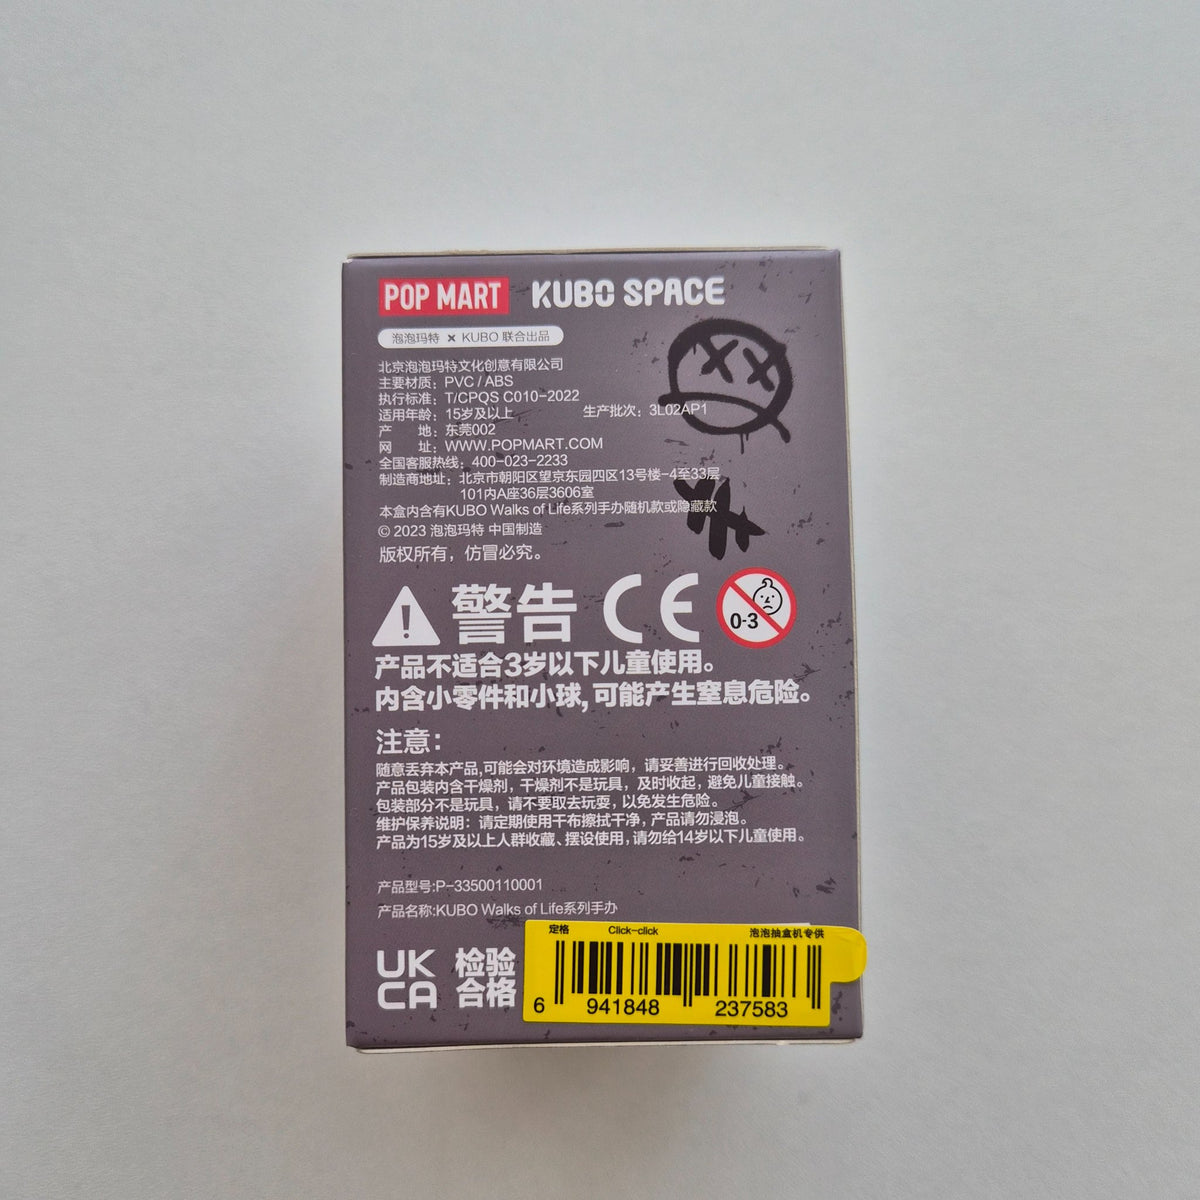 POP MART KUBO SPACE
泡泡玛特 × KUBO 联合出品
北京泡泡玛特文化创意有限公司
主要材质：PVC / ABS
执行标准：T/CPQS C010-2022
适用年龄：15岁及以上 生产批次：3L02AP1
产 地：东莞002
网 址：WWW.POPMART.COM
全国客服热线：400-023-2233
制造商地址：北京市朝阳区望京东园四区13号楼-4至33层
101内A座36层3606室
本盒内含有KUBO Walks of Life系列手办随机款或隐藏款
© 2023 泡泡玛特 中国制造
版权所有，仿冒必究。
警告 CE 0-3
产品不适合3岁以下儿童使用。
内含小零件和小球,可能产生窒息危险。
注意：
随意丢弃本产品,可能会对环境造成影响，请妥善进行回收处理。
产品包装内含干燥剂，干燥剂不是玩具，及时收起，避免儿童接触。
包装部分不是玩具，请不要取去玩耍，以免发生危险。
维护保养说明：请定期使用干布擦拭干净，产品请勿浸泡。
产品为15岁及以上人群收藏、摆设使用，请勿给14岁以下儿童使用。
产品型号:P-33500110001
产品名称:KUBO Walks of Life系列手办
UK
CA
检验
合格
定格 Click-click 泡泡抽盒机专供
6 941848 237583